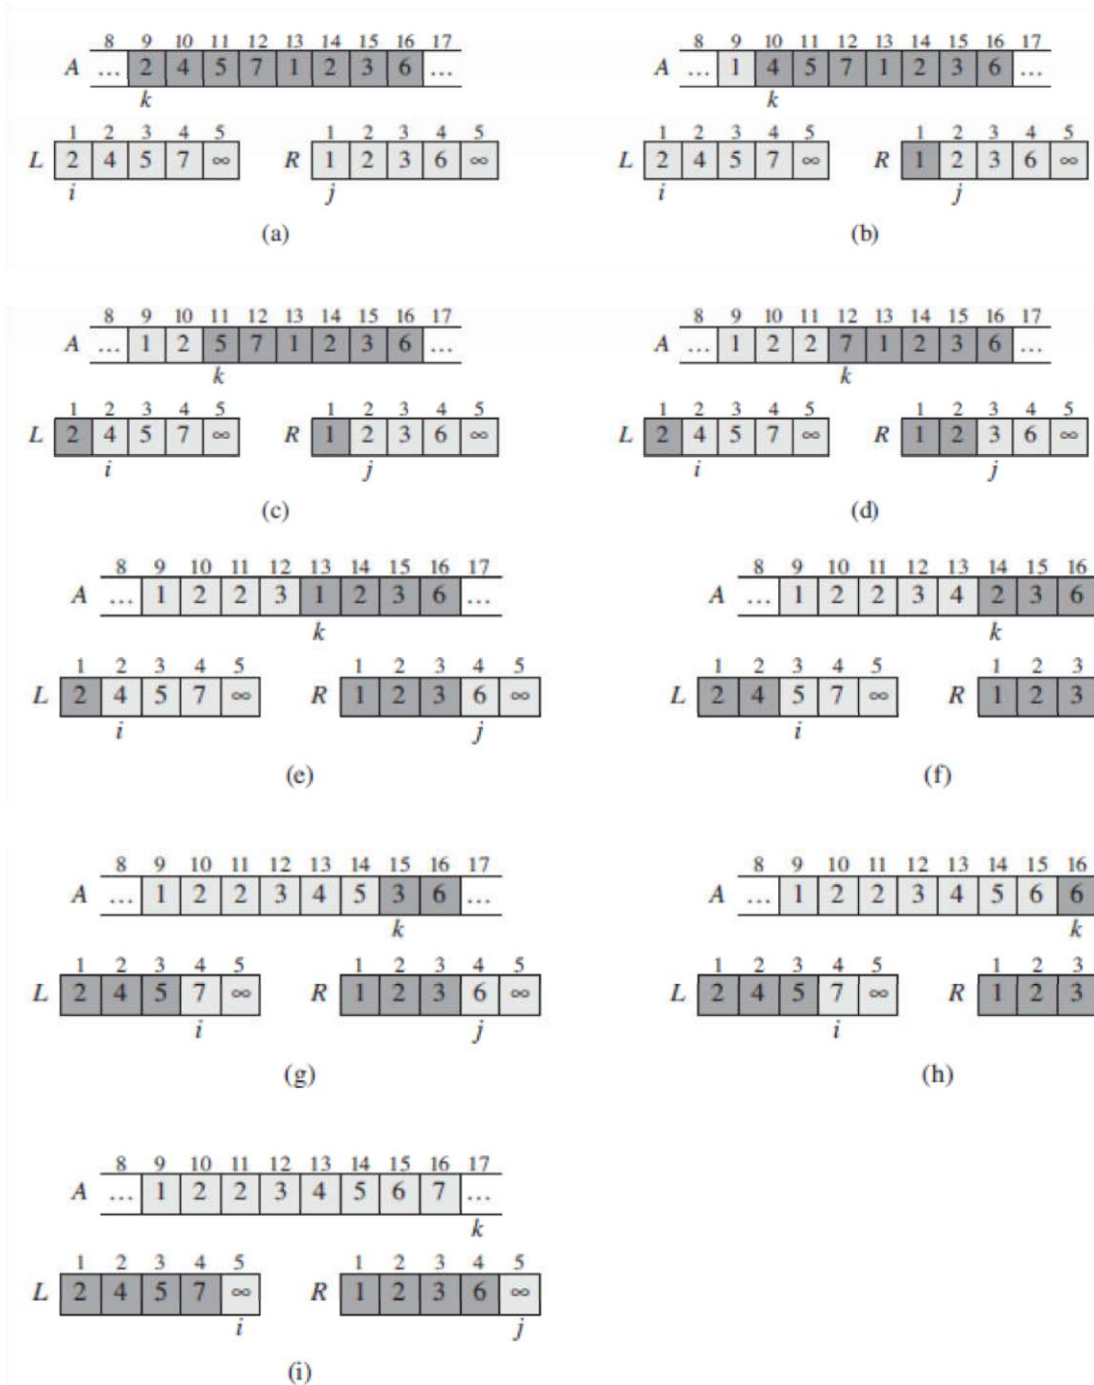 8 9 10 11 12 13 14 15 16 17
A ... 2 4 5 7 1 2 3 6 ...
k
1 2 3 4 5 1 2 3 4 5
L 2 4 5 7 ∞ R 1 2 3 6 ∞
i j
(a)
8 9 10 11 12 13 14 15 16 17
A ... 1 4 5 7 1 2 3 6 ...
k
1 2 3 4 5 1 2 3 4 5
L 2 4 5 7 ∞ R 1 2 3 6 ∞
i j
(b)
8 9 10 11 12 13 14 15 16 17
A ... 1 2 5 7 1 2 3 6 ...
k
1 2 3 4 5 1 2 3 4 5
L 2 4 5 7 ∞ R 1 2 3 6 ∞
i j
(c)
8 9 10 11 12 13 14 15 16 17
A ... 1 2 2 7 1 2 3 6 ...
k
1 2 3 4 5 1 2 3 4 5
L 2 4 5 7 ∞ R 1 2 3 6 ∞
i j
(d)
8 9 10 11 12 13 14 15 16 17
A ... 1 2 2 3 1 2 3 6 ...
k
1 2 3 4 5 1 2 3 4 5
L 2 4 5 7 ∞ R 1 2 3 6 ∞
i j
(e)
8 9 10 11 12 13 14 15 16
A ... 1 2 2 3 4 2 3 6
k
1 2 3 4 5 1 2 3
L 2 4 5 7 ∞ R 1 2 3
i
(f)
8 9 10 11 12 13 14 15 16 17
A ... 1 2 2 3 4 5 3 6 ...
k
1 2 3 4 5 1 2 3 4 5
L 2 4 5 7 ∞ R 1 2 3 6 ∞
i j
(g)
8 9 10 11 12 13 14 15 16
A ... 1 2 2 3 4 5 6 6
k
1 2 3 4 5 1 2 3
L 2 4 5 7 ∞ R 1 2 3
i
(h)
8 9 10 11 12 13 14 15 16 17
A ... 1 2 2 3 4 5 6 7 ...
k
1 2 3 4 5 1 2 3 4 5
L 2 4 5 7 ∞ R 1 2 3 6 ∞
i j
(i)